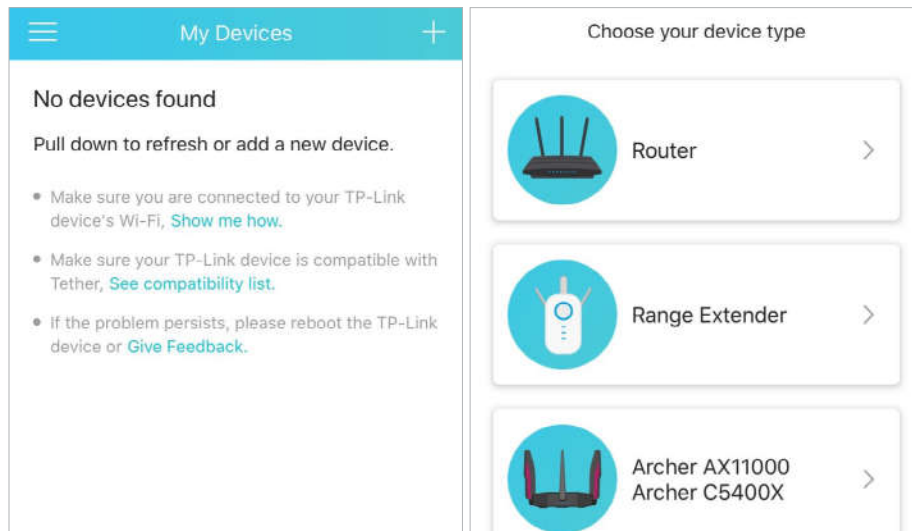 My Devices
No devices found
Pull down to refresh or add a new device.
Make sure you are connected to your TP-Link
device's Wi-Fi, Show me how.
Make sure your TP-Link device is compatible with
Tether, See compatibility list.
If the problem persists, please reboot the TP-Link
device or Give Feedback.
Choose your device type
Router
Range Extender
Archer AX11000
Archer C5400X